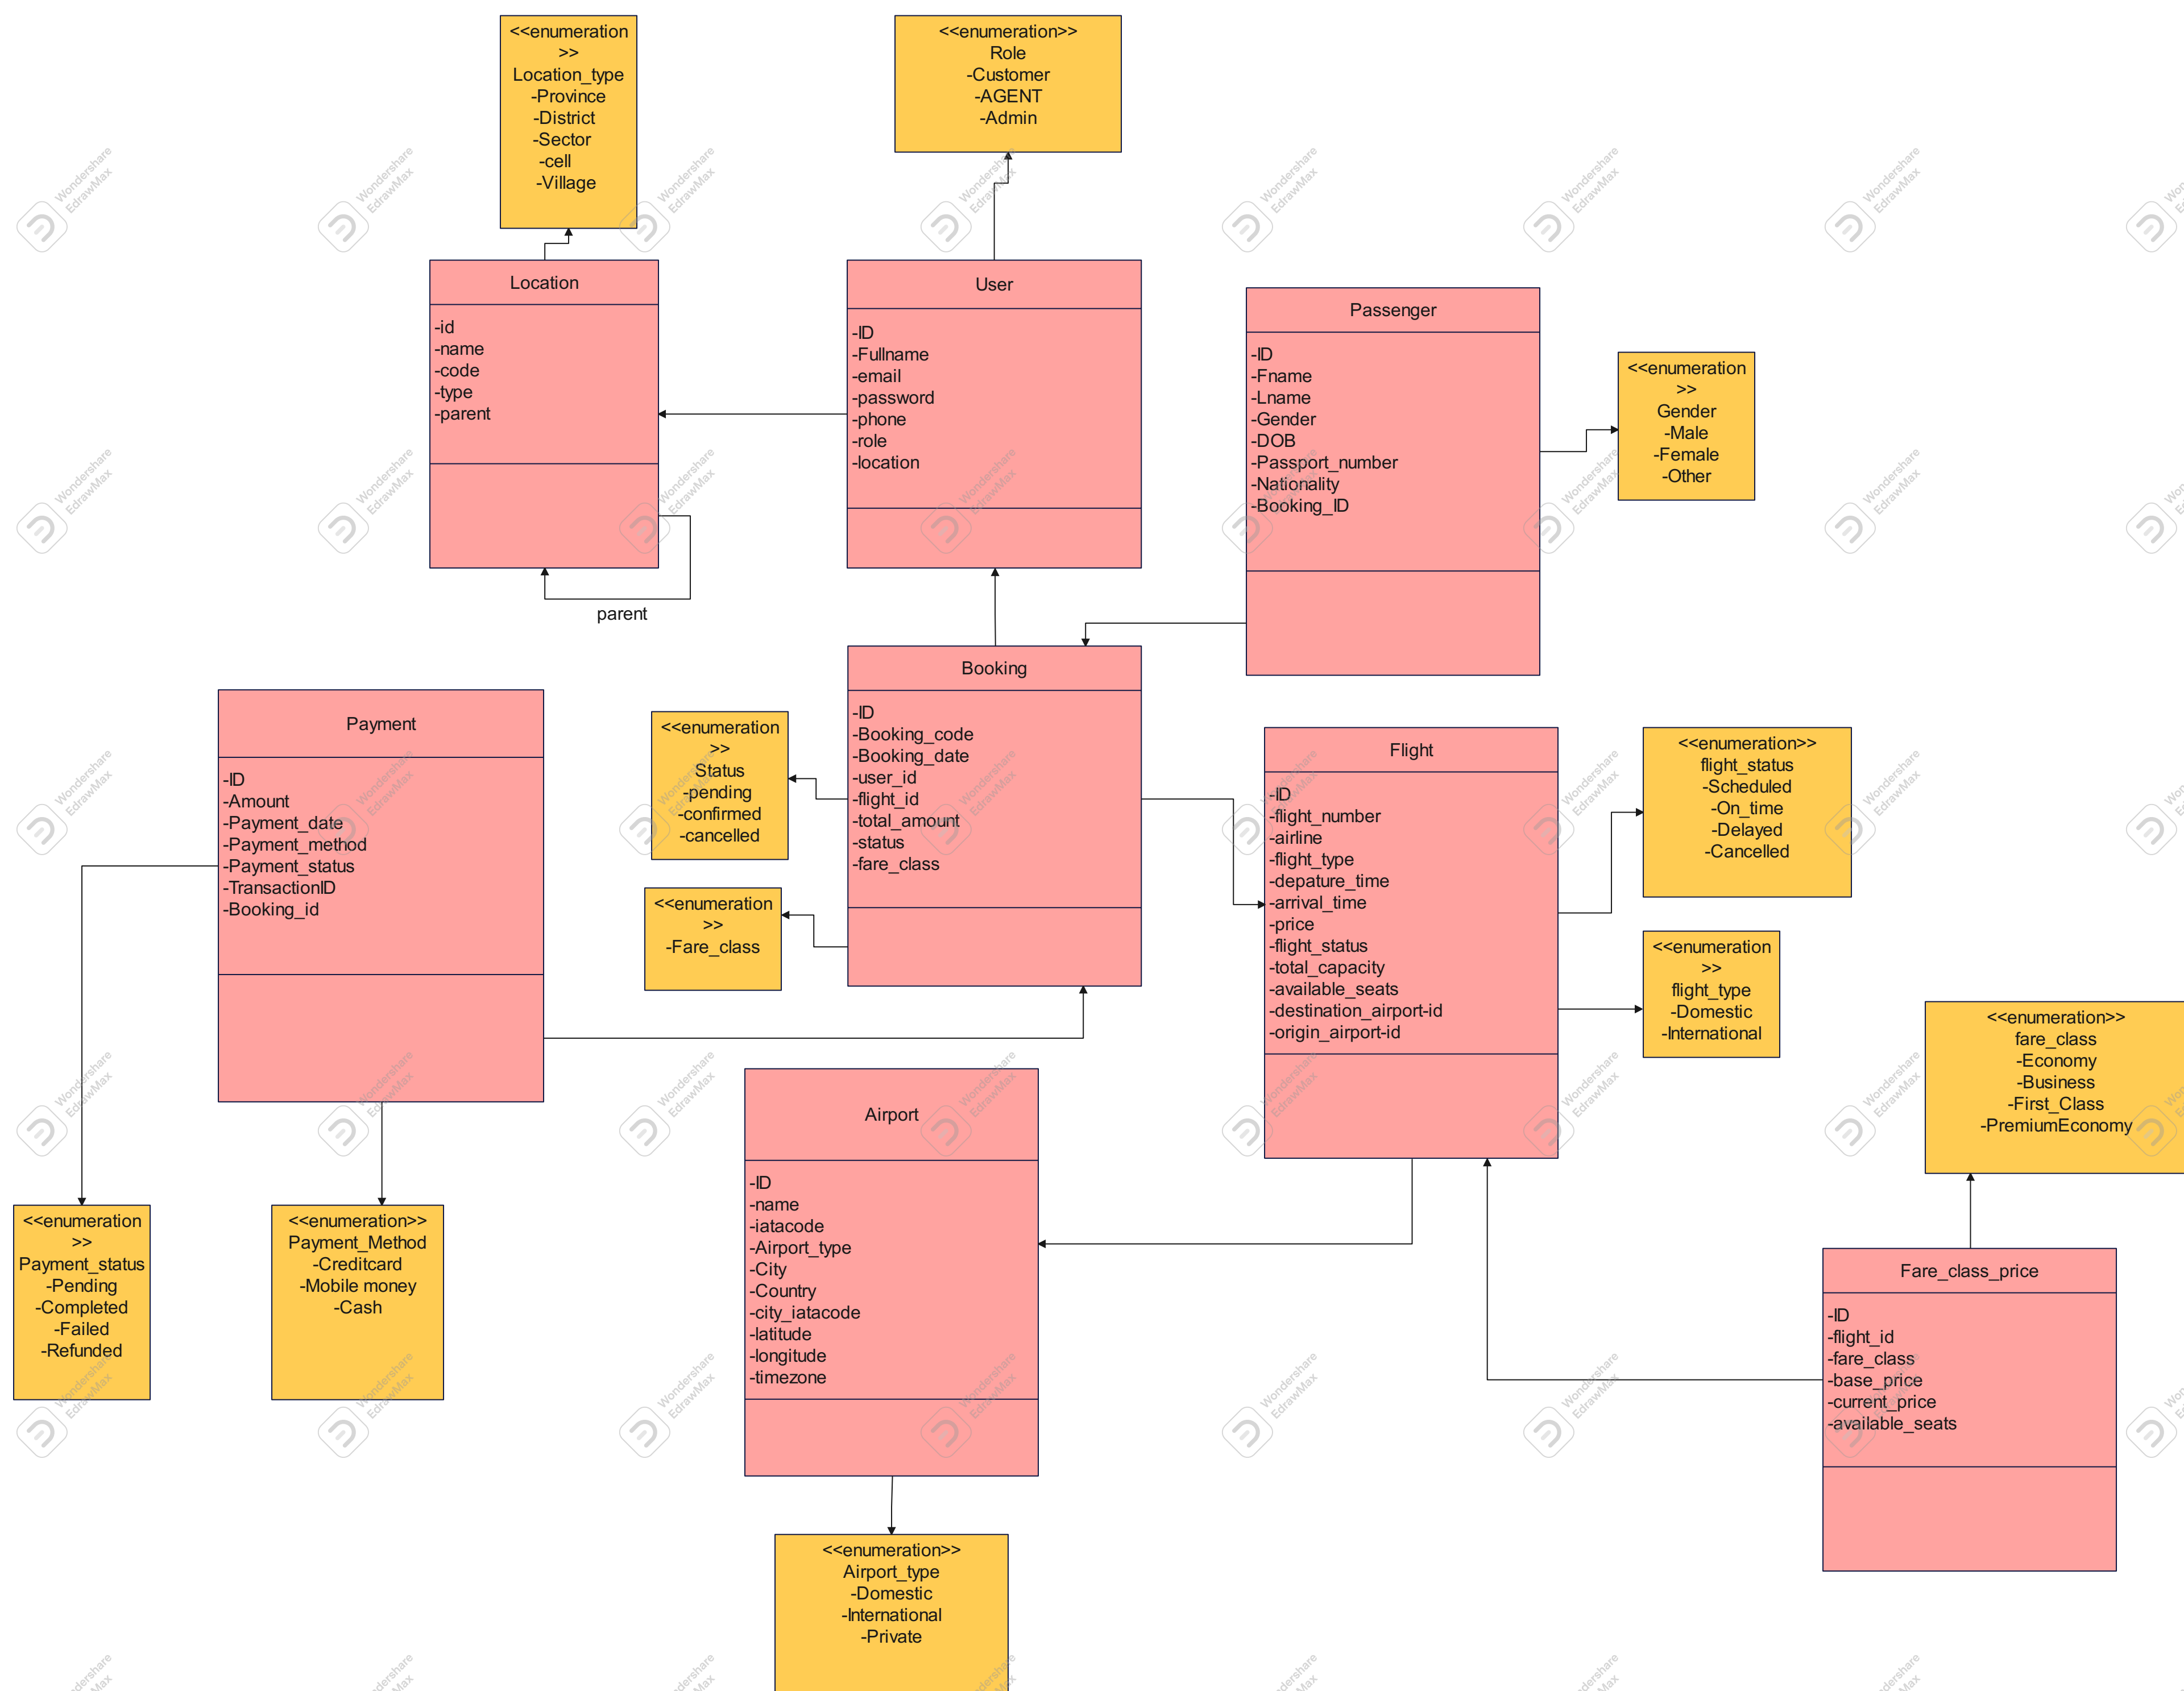 <<enumeration
>>
Location_type
-Province
-District
-Sector
-cell
-Village
<<enumeration>>
Role
-Customer
-AGENT
-Admin
Location
-id
-name
-code
-type
-parent
parent
User
-ID
-Fullname
-email
-password
-phone
-role
-location
Passenger
-ID
-Fname
-Lname
-Gender
-DOB
-Passport_number
-Nationality
-Booking_ID
<<enumeration
>>
Gender
-Male
-Female
-Other
Payment
-ID
-Amount
-Payment_date
-Payment_method
-Payment_status
-TransactionID
-Booking_id
<<enumeration
>>
Status
-pending
-confirmed
-cancelled
<<enumeration
>>
-Fare_class
Booking
-ID
-Booking_code
-Booking_date
-user_id
-flight_id
-total_amount
-status
-fare_class
Flight
-ID
-flight_number
-airline
-flight_type
-depature_time
-arrival_time
-price
-flight_status
-total_capacity
-available_seats
-destination_airport-id
-origin_airport-id
<<enumeration>>
flight_status
-Scheduled
-On_time
-Delayed
-Cancelled
<<enumeration
>>
flight_type
-Domestic
-International
<<enumeration>>
fare_class
-Economy
-Business
-First_Class
-PremiumEconomy
<<enumeration
>>
Payment_status
-Pending
-Completed
-Failed
-Refunded
<<enumeration>>
Payment_Method
-Creditcard
-Mobile money
-Cash
Airport
-ID
-name
-iatacode
-Airport_type
-City
-Country
-city_iatacode
-latitude
-longitude
-timezone
Fare_class_price
-ID
-flight_id
-fare_class
-base_price
-current_price
-available_seats
<<enumeration>>
Airport_type
-Domestic
-International
-Private
Wondershare
EdrawMax